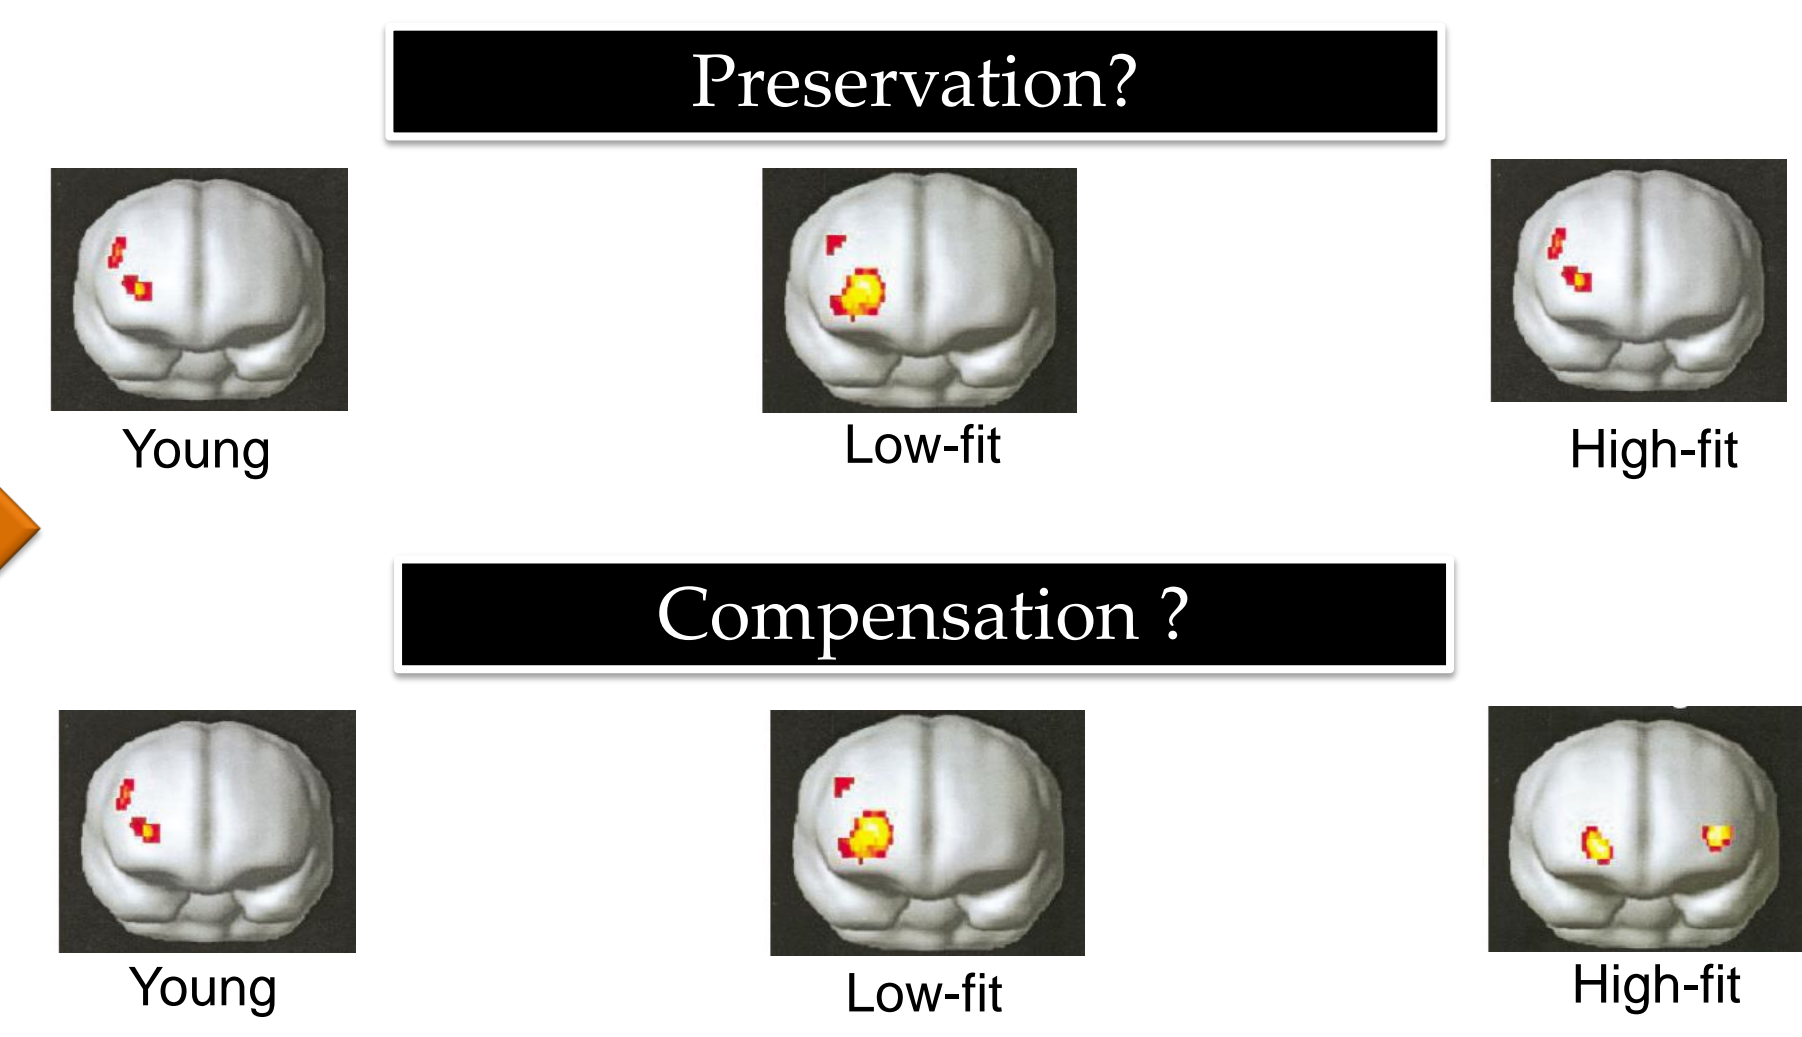 Preservation?
Young
Low-fit
High-fit
Compensation ?
Young
Low-fit
High-fit